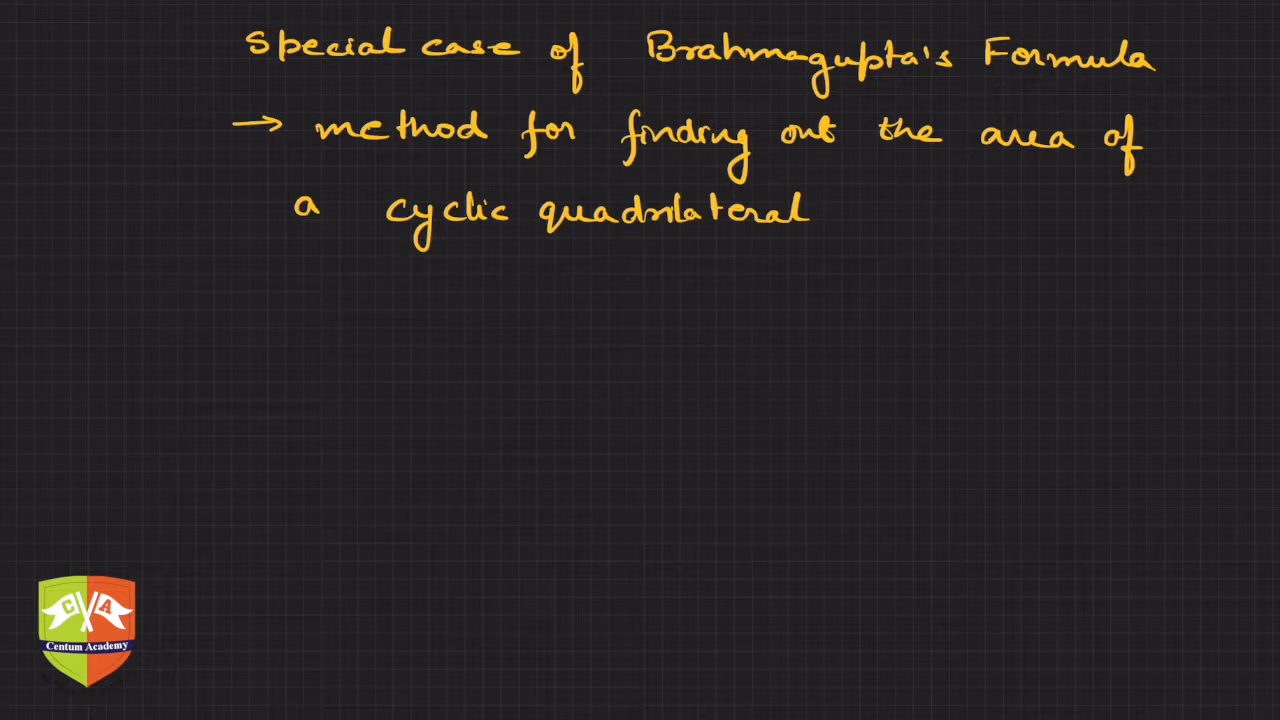 Special case of Brahmagupta's Formula
→ method for finding out the area of
a cyclic quadrilateral
C A
Centum Academy